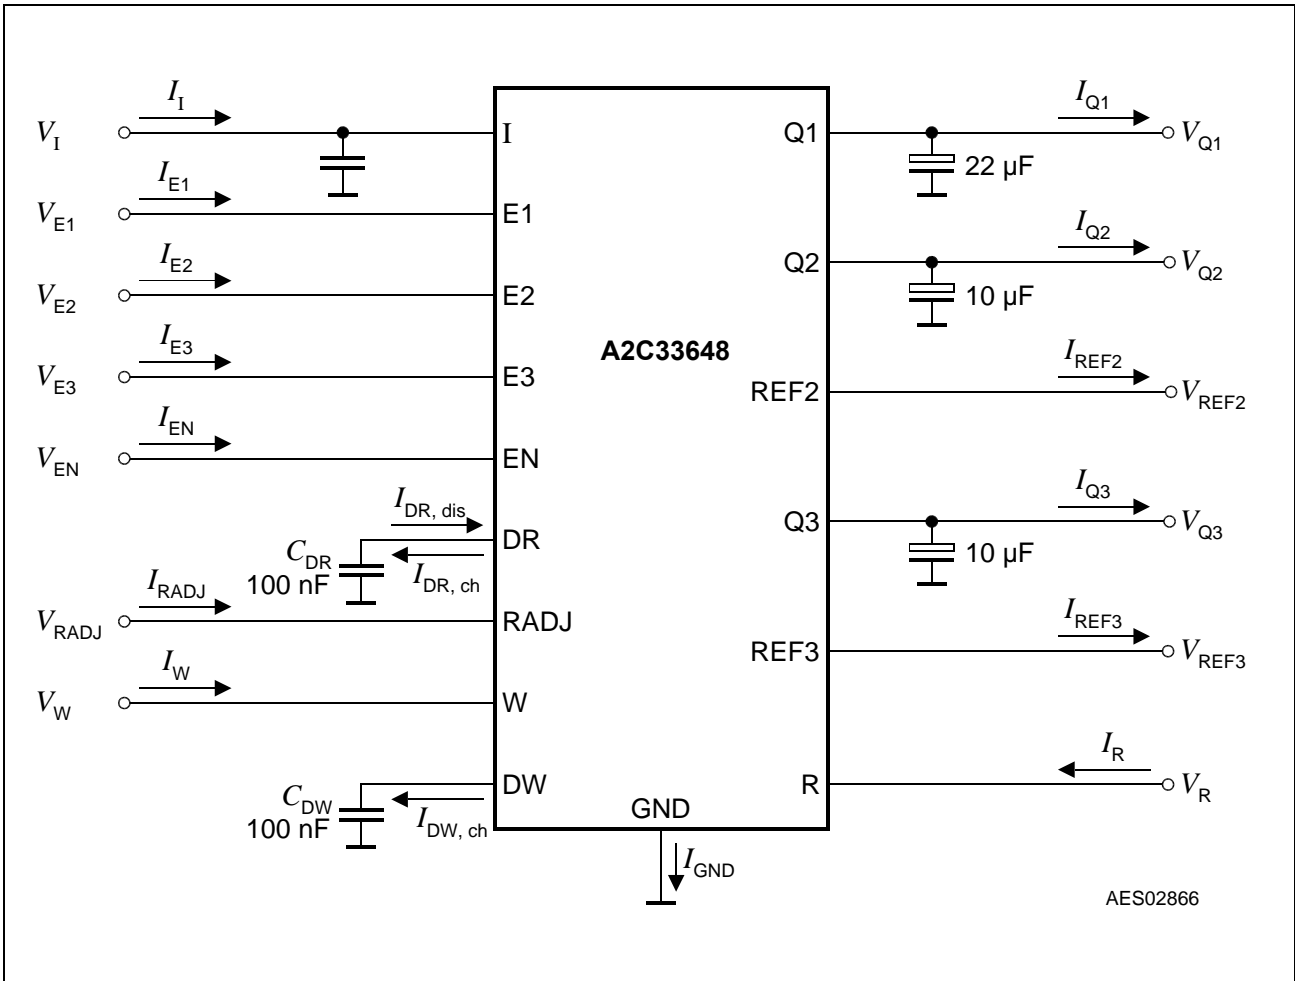 I_I
V_I
I
I_E1
V_E1
E1
I_E2
V_E2
E2
I_E3
V_E3
E3
I_EN
V_EN
EN
I_DR, dis
DR
C_DR
100 nF
I_DR, ch
I_RADJ
V_RADJ
RADJ
I_W
V_W
W
DW
C_DW
100 nF
I_DW, ch
A2C33648
GND
I_GND
I_Q1
Q1
V_Q1
22 µF
I_Q2
Q2
V_Q2
10 µF
I_REF2
REF2
V_REF2
I_Q3
Q3
V_Q3
10 µF
I_REF3
REF3
V_REF3
I_R
R
V_R
AES02866